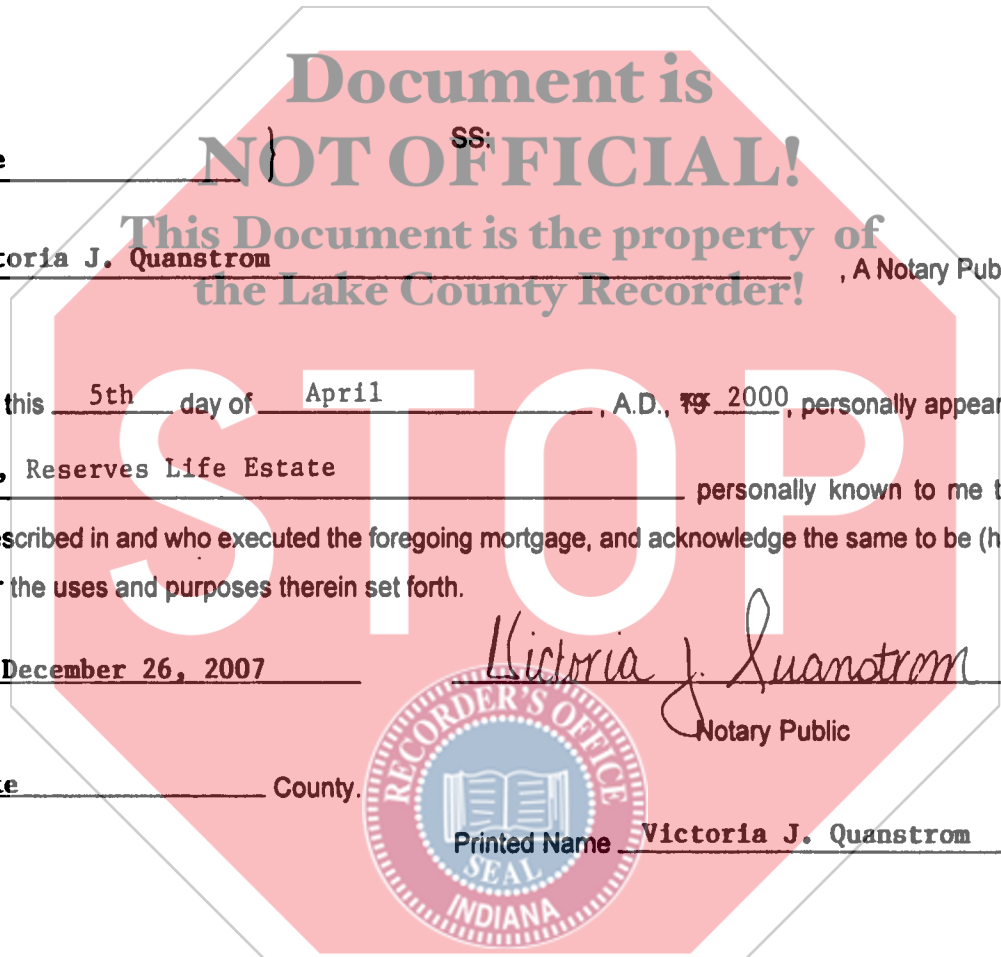 Document is
SS:
e }
NOT OFFICIAL!
This Document is the property of
toria J. Quanstrom , A Notary Pub
the Lake County Recorder!
this 5th day of April , A.D., 19 2000, personally appear
, Reserves Life Estate
personally known to me t
scribed in and who executed the foregoing mortgage, and acknowledge the same to be (h
r the uses and purposes therein set forth.
STOP
December 26, 2007 Victoria J. Quanstrom
Notary Public
RECORDER'S OFFICE
e County.
Printed Name Victoria J. Quanstrom
SEAL
INDIANA